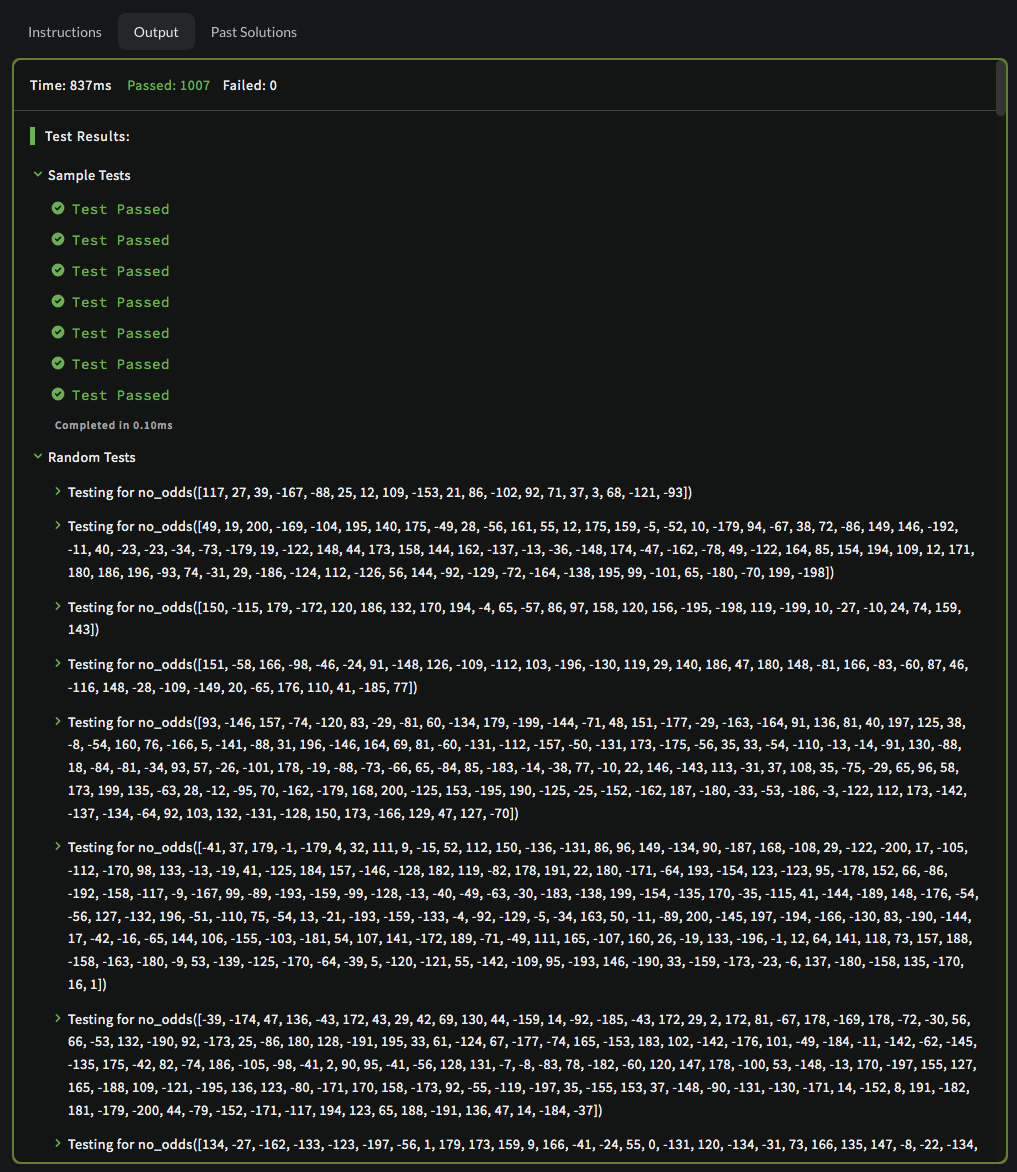 Instructions Output Past Solutions
Time: 837ms Passed: 1007 Failed: 0
Test Results:
Sample Tests
Test Passed
Test Passed
Test Passed
Test Passed
Test Passed
Test Passed
Test Passed
Completed in 0.10ms
Random Tests
Testing for no_odds([117, 27, 39, -167, -88, 25, 12, 109, -153, 21, 86, -102, 92, 71, 37, 3, 68, -121, -93])
Testing for no_odds([49, 19, 200, -169, -104, 195, 140, 175, -49, 28, -56, 161, 55, 12, 175, 159, -5, -52, 10, -179, 94, -67, 38, 72, -86, 149, 146, -192,
-11, 40, -23, -23, -34, -73, -179, 19, -122, 148, 44, 173, 158, 144, 162, -137, -13, -36, -148, 174, -47, -162, -78, 49, -122, 164, 85, 154, 194, 109, 12, 171,
180, 186, 196, -93, 74, -31, 29, -186, -124, 112, -126, 56, 144, -92, -129, -72, -164, -138, 195, 99, -101, 65, -180, -70, 199, -198])
Testing for no_odds([150, -115, 179, -172, 120, 186, 132, 170, 194, -4, 65, -57, 86, 97, 158, 120, 156, -195, -198, 119, -199, 10, -27, -10, 24, 74, 159,
143])
Testing for no_odds([151, -58, 166, -98, -46, -24, 91, -148, 126, -109, -112, 103, -196, -130, 119, 29, 140, 186, 47, 180, 148, -81, 166, -83, -60, 87, 46,
-116, 148, -28, -109, -149, 20, -65, 176, 110, 41, -185, 77])
Testing for no_odds([93, -146, 157, -74, -120, 83, -29, -81, 60, -134, 179, -199, -144, -71, 48, 151, -177, -29, -163, -164, 91, 136, 81, 40, 197, 125, 38,
-8, -54, 160, 76, -166, 5, -141, -88, 31, 196, -146, 164, 69, 81, -60, -131, -112, -157, -50, -131, 173, -175, -56, 35, 33, -54, -110, -13, -14, -91, 130, -88,
18, -84, -81, -34, 93, 57, -26, -101, 178, -19, -88, -73, -66, 65, -84, 85, -183, -14, -38, 77, -10, 22, 146, -143, 113, -31, 37, 108, 35, -75, -29, 65, 96, 58,
173, 199, 135, -63, 28, -12, -95, 70, -162, -179, 168, 200, -125, 153, -195, 190, -125, -25, -152, -162, 187, -180, -33, -53, -186, -3, -122, 112, 173, -142,
-137, -134, -64, 92, 103, 132, -131, -128, 150, 173, -166, 129, 47, 127, -70])
Testing for no_odds([-41, 37, 179, -1, -179, 4, 32, 111, 9, -15, 52, 112, 150, -136, -131, 86, 96, 149, -134, 90, -187, 168, -108, 29, -122, -200, 17, -105,
-112, -170, 98, 133, -13, -19, 41, -125, 184, 157, -146, -128, 182, 119, -82, 178, 191, 22, 180, -171, -64, 193, -154, 123, -123, 95, -178, 152, 66, -86,
-192, -158, -117, -9, -167, 99, -89, -193, -159, -99, -128, -13, -40, -49, -63, -30, -183, -138, 199, -154, -135, 170, -35, -115, 41, -144, -189, 148, -176, -54,
-56, 127, -132, 196, -51, -110, 75, -54, 13, -21, -193, -159, -133, -4, -92, -129, -5, -34, 163, 50, -11, -89, 200, -145, 197, -194, -166, -130, 83, -190, -144,
17, -42, -16, -65, 144, 106, -155, -103, -181, 54, 107, 141, -172, 189, -71, -49, 111, 165, -107, 160, 26, -19, 133, -196, -1, 12, 64, 141, 118, 73, 157, 188,
-158, -163, -180, -9, 53, -139, -125, -170, -64, -39, 5, -120, -121, 55, -142, -109, 95, -193, 146, -190, 33, -159, -173, -23, -6, 137, -180, -158, 135, -170,
16, 1])
Testing for no_odds([-39, -174, 47, 136, -43, 172, 43, 29, 42, 69, 130, 44, -159, 14, -92, -185, -43, 172, 29, 2, 172, 81, -67, 178, -169, 178, -72, -30, 56,
66, -53, 132, -190, 92, -173, 25, -86, 180, 128, -191, 195, 33, 61, -124, 67, -177, -74, 165, -153, 183, 102, -142, -176, 101, -49, -184, -11, -142, -62, -145,
-135, 175, -42, 82, -74, 186, -105, -98, -41, 2, 90, 95, -41, -56, 128, 131, -7, -8, -83, 78, -182, -60, 120, 147, 178, -100, 53, -148, -13, 170, -197, 155, 127,
165, -188, 109, -121, -195, 136, 123, -80, -171, 170, 158, -173, 92, -55, -119, -197, 35, -155, 153, 37, -148, -90, -131, -130, -171, 14, -152, 8, 191, -182,
181, -179, -200, 44, -79, -152, -171, -117, 194, 123, 65, 188, -191, 136, 47, 14, -184, -37])
Testing for no_odds([134, -27, -162, -133, -123, -197, -56, 1, 179, 173, 159, 9, 166, -41, -24, 55, 0, -131, 120, -134, -31, 73, 166, 135, 147, -8, -22, -134,